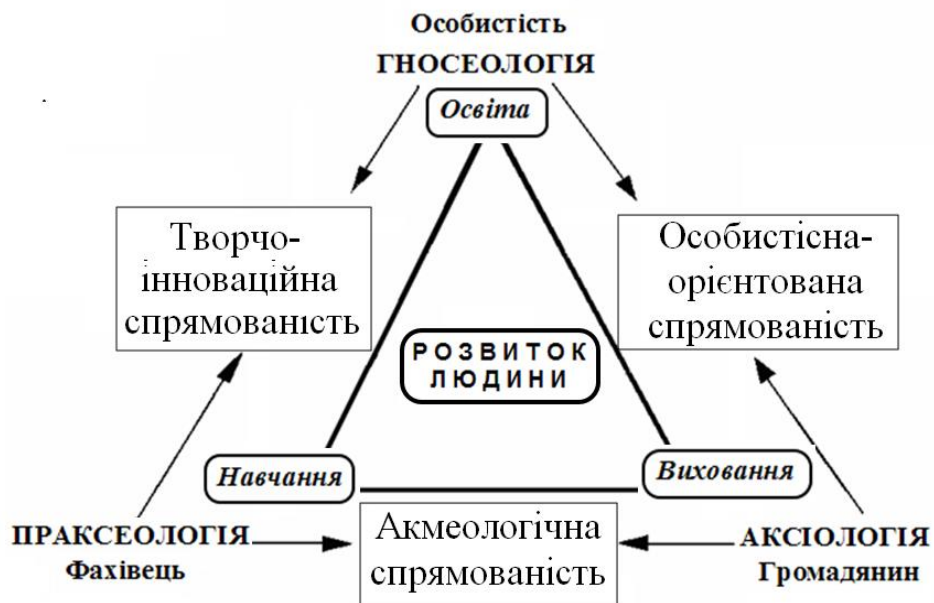 Особистість
ГНОСЕОЛОГІЯ
Освіта
Творчо-
інноваційна
спрямованість
Особистісна-
орієнтована
спрямованість
РОЗВИТОК
ЛЮДИНИ
Навчання
Виховання
ПРАКСЕОЛОГІЯ
Фахівець
Акмеологічна
спрямованість
АКСІОЛОГІЯ
Громадянин